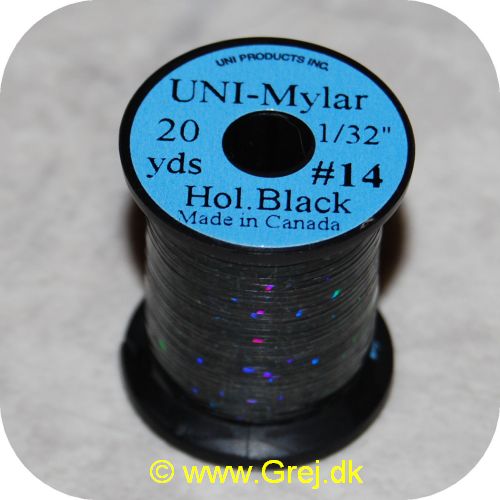 UNI PRODUCTS INC.
UNI-Mylar
20 yds
1/32"
#14
Hol.Black
Made in Canada
© www.Grej.dk